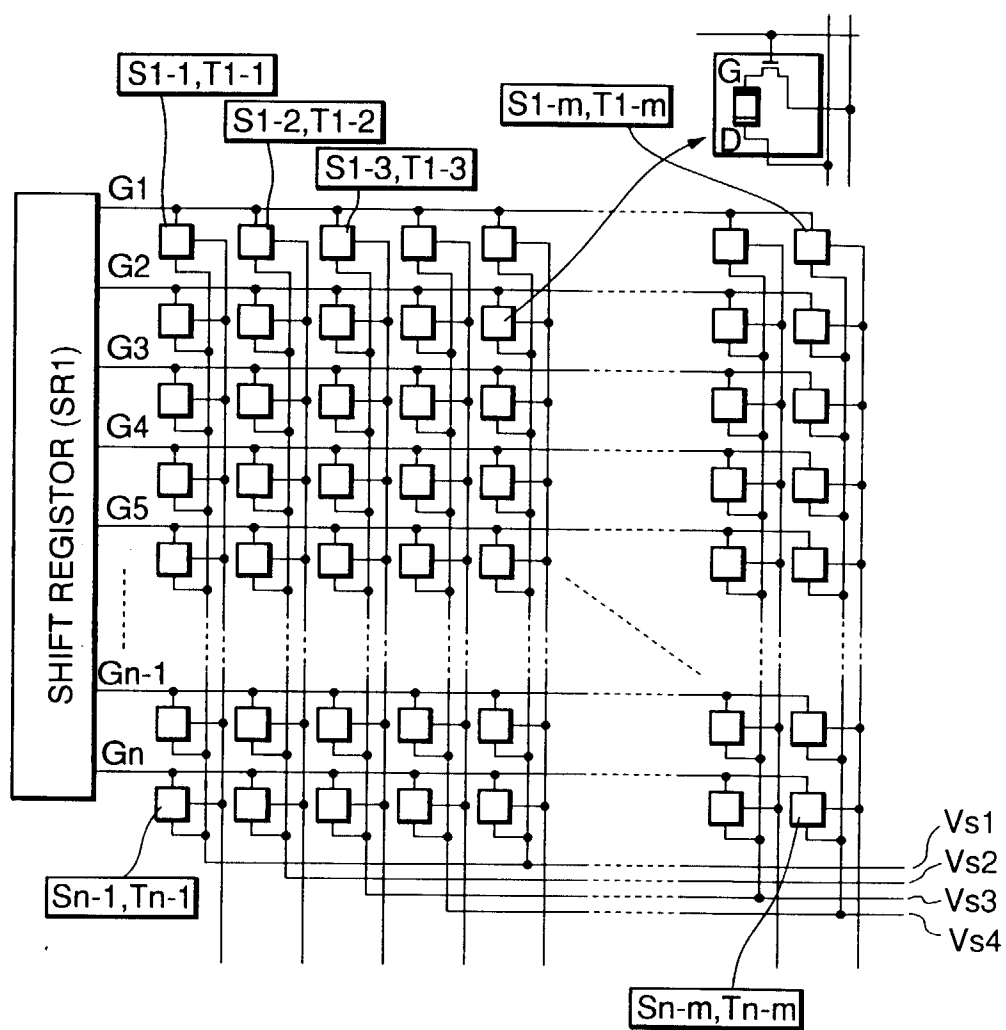 S1-1,T1-1
S1-2,T1-2
S1-3,T1-3
S1-m,T1-m
G
D
G1
G2
G3
G4
G5
Gn-1
Gn
SHIFT REGISTOR (SR1)
Sn-1,Tn-1
Sn-m,Tn-m
Vs1
Vs2
Vs3
Vs4